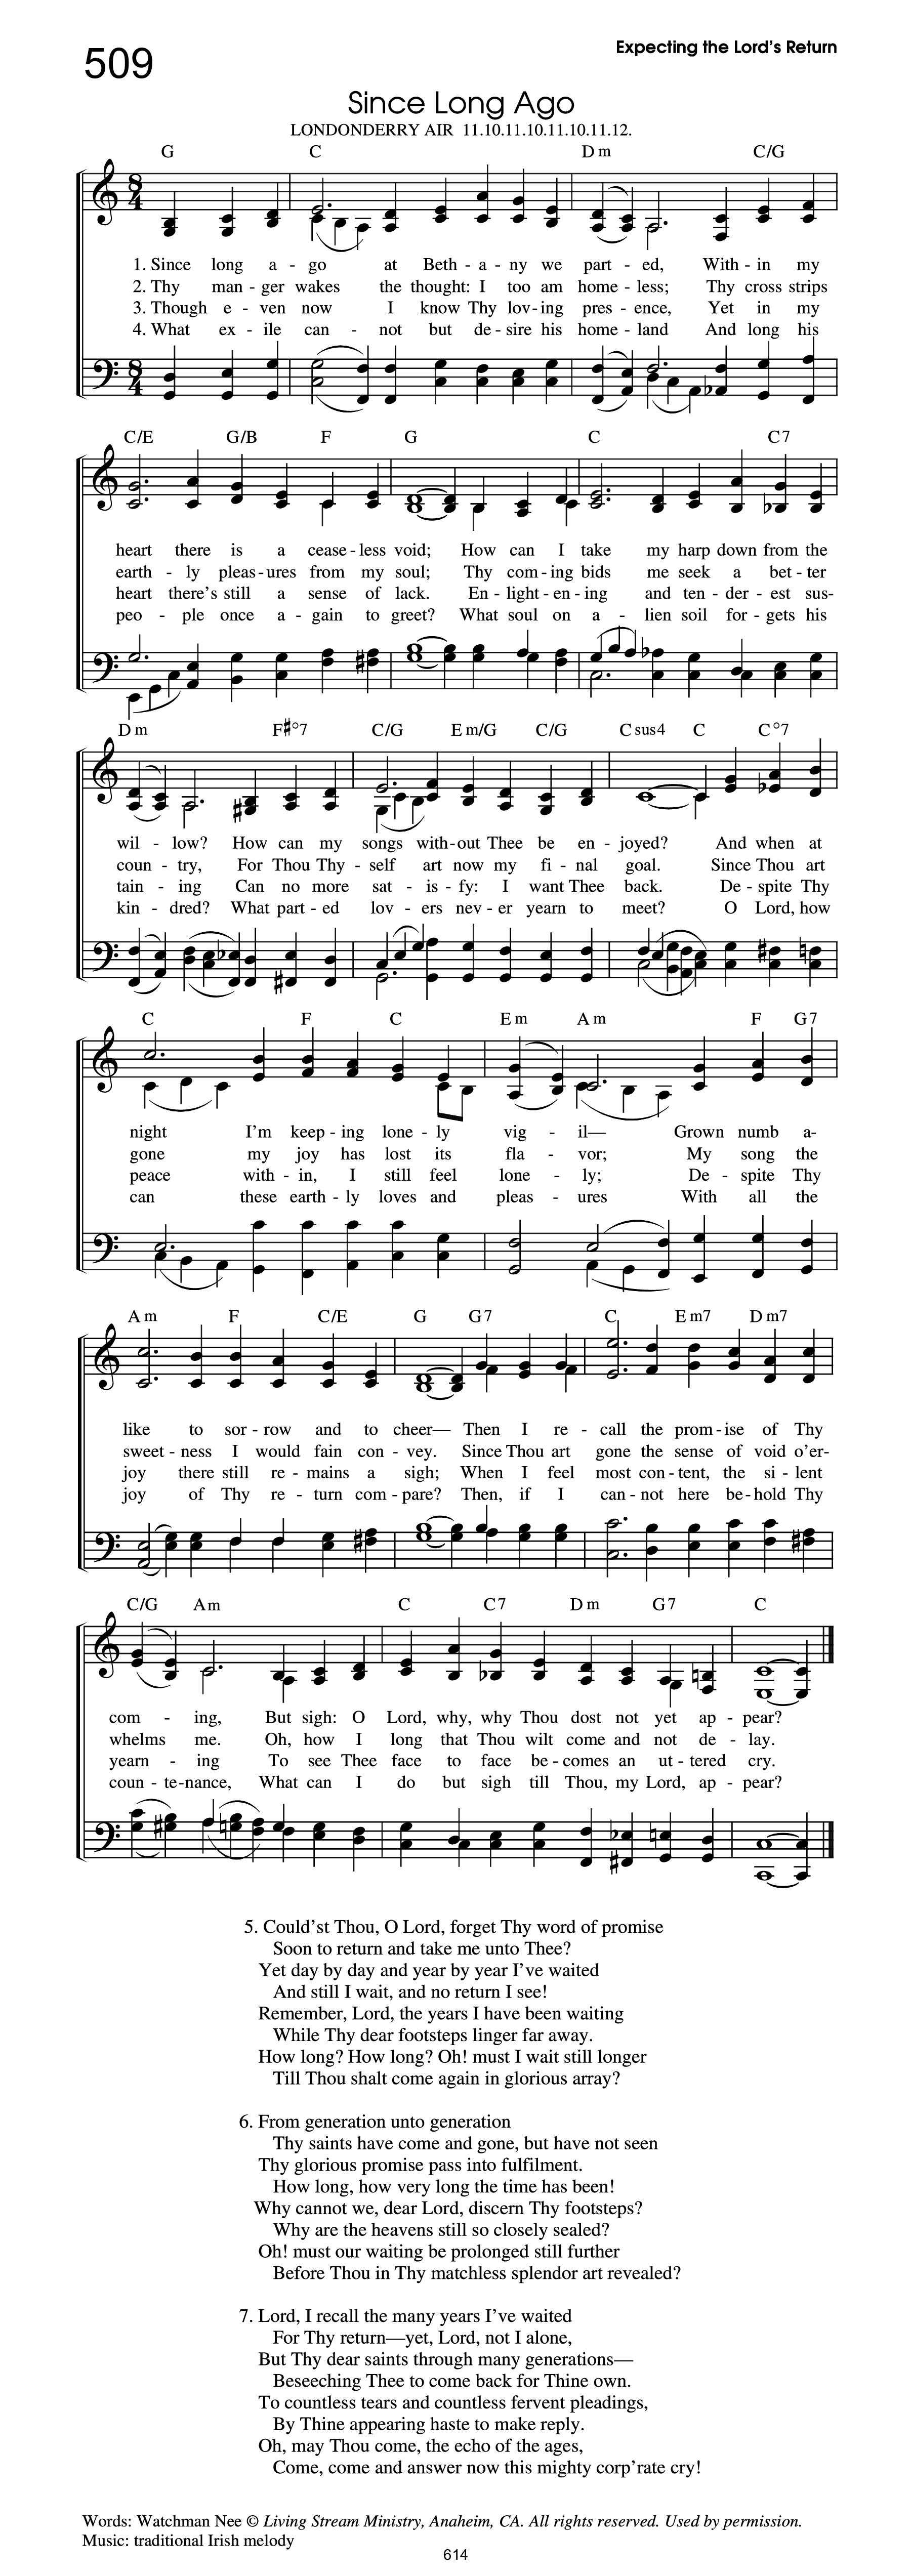 509
Expecting the Lord's Return
Since Long Ago
LONDONDERRY AIR 11.10.11.10.11.10.11.12.
G C Dm C/G
1. Since long a - go at Beth - a - ny we part - ed, With - in my
2. Thy man - ger wakes the thought: I too am home - less; Thy cross strips
3. Though e - ven now I know Thy lov - ing pres - ence, Yet in my
4. What ex - ile can - not but de - sire his home - land And long his
C/E G/B F G C C7
heart there is a cease - less void; How can I take my harp down from the
earth - ly pleas - ures from my soul; Thy com - ing bids me seek a bet - ter
heart there's still a sense of lack. En - light - en - ing and ten - der - est sus-
peo - ple once a - gain to greet? What soul on a - lien soil for - gets his
Dm F#°7 C/G Em/G C/G Csus4 C C°7
wil - low? How can my songs with - out Thee be en - joyed? And when at
coun - try, For Thou Thy - self art now my fi - nal goal. Since Thou art
tain - ing Can no more sat - is - fy: I want Thee back. De - spite Thy
kin - dred? What part - ed lov - ers nev - er yearn to meet? O Lord, how
C F C Em Am F G7
night I'm keep - ing lone - ly vig - il— Grown numb a-
gone my joy has lost its fla - vor; My song the
peace with - in, I still feel lone - ly; De - spite Thy
can these earth - ly loves and pleas - ures With all the
Am F C/E G G7 C Em7 Dm7
like to sor - row and to cheer— Then I re - call the prom - ise of Thy
sweet - ness I would fain con - vey. Since Thou art gone the sense of void o'er-
joy there still re - mains a sigh; When I feel most con - tent, the si - lent
joy of Thy re - turn com - pare? Then, if I can - not here be - hold Thy
C/G Am C C7 Dm G7 C
com - ing, But sigh: O Lord, why, why Thou dost not yet ap - pear?
whelms me. Oh, how I long that Thou wilt come and not de - lay.
yearn - ing To see Thee face to face be - comes an ut - tered cry.
coun - te - nance, What can I do but sigh till Thou, my Lord, ap - pear?
5. Could'st Thou, O Lord, forget Thy word of promise
Soon to return and take me unto Thee?
Yet day by day and year by year I've waited
And still I wait, and no return I see!
Remember, Lord, the years I have been waiting
While Thy dear footsteps linger far away.
How long? How long? Oh! must I wait still longer
Till Thou shalt come again in glorious array?
6. From generation unto generation
Thy saints have come and gone, but have not seen
Thy glorious promise pass into fulfilment.
How long, how very long the time has been!
Why cannot we, dear Lord, discern Thy footsteps?
Why are the heavens still so closely sealed?
Oh! must our waiting be prolonged still further
Before Thou in Thy matchless splendor art revealed?
7. Lord, I recall the many years I've waited
For Thy return—yet, Lord, not I alone,
But Thy dear saints through many generations—
Beseeching Thee to come back for Thine own.
To countless tears and countless fervent pleadings,
By Thine appearing haste to make reply.
Oh, may Thou come, the echo of the ages,
Come, come and answer now this mighty corp'rate cry!
Words: Watchman Nee © Living Stream Ministry, Anaheim, CA. All rights reserved. Used by permission.
Music: traditional Irish melody
614